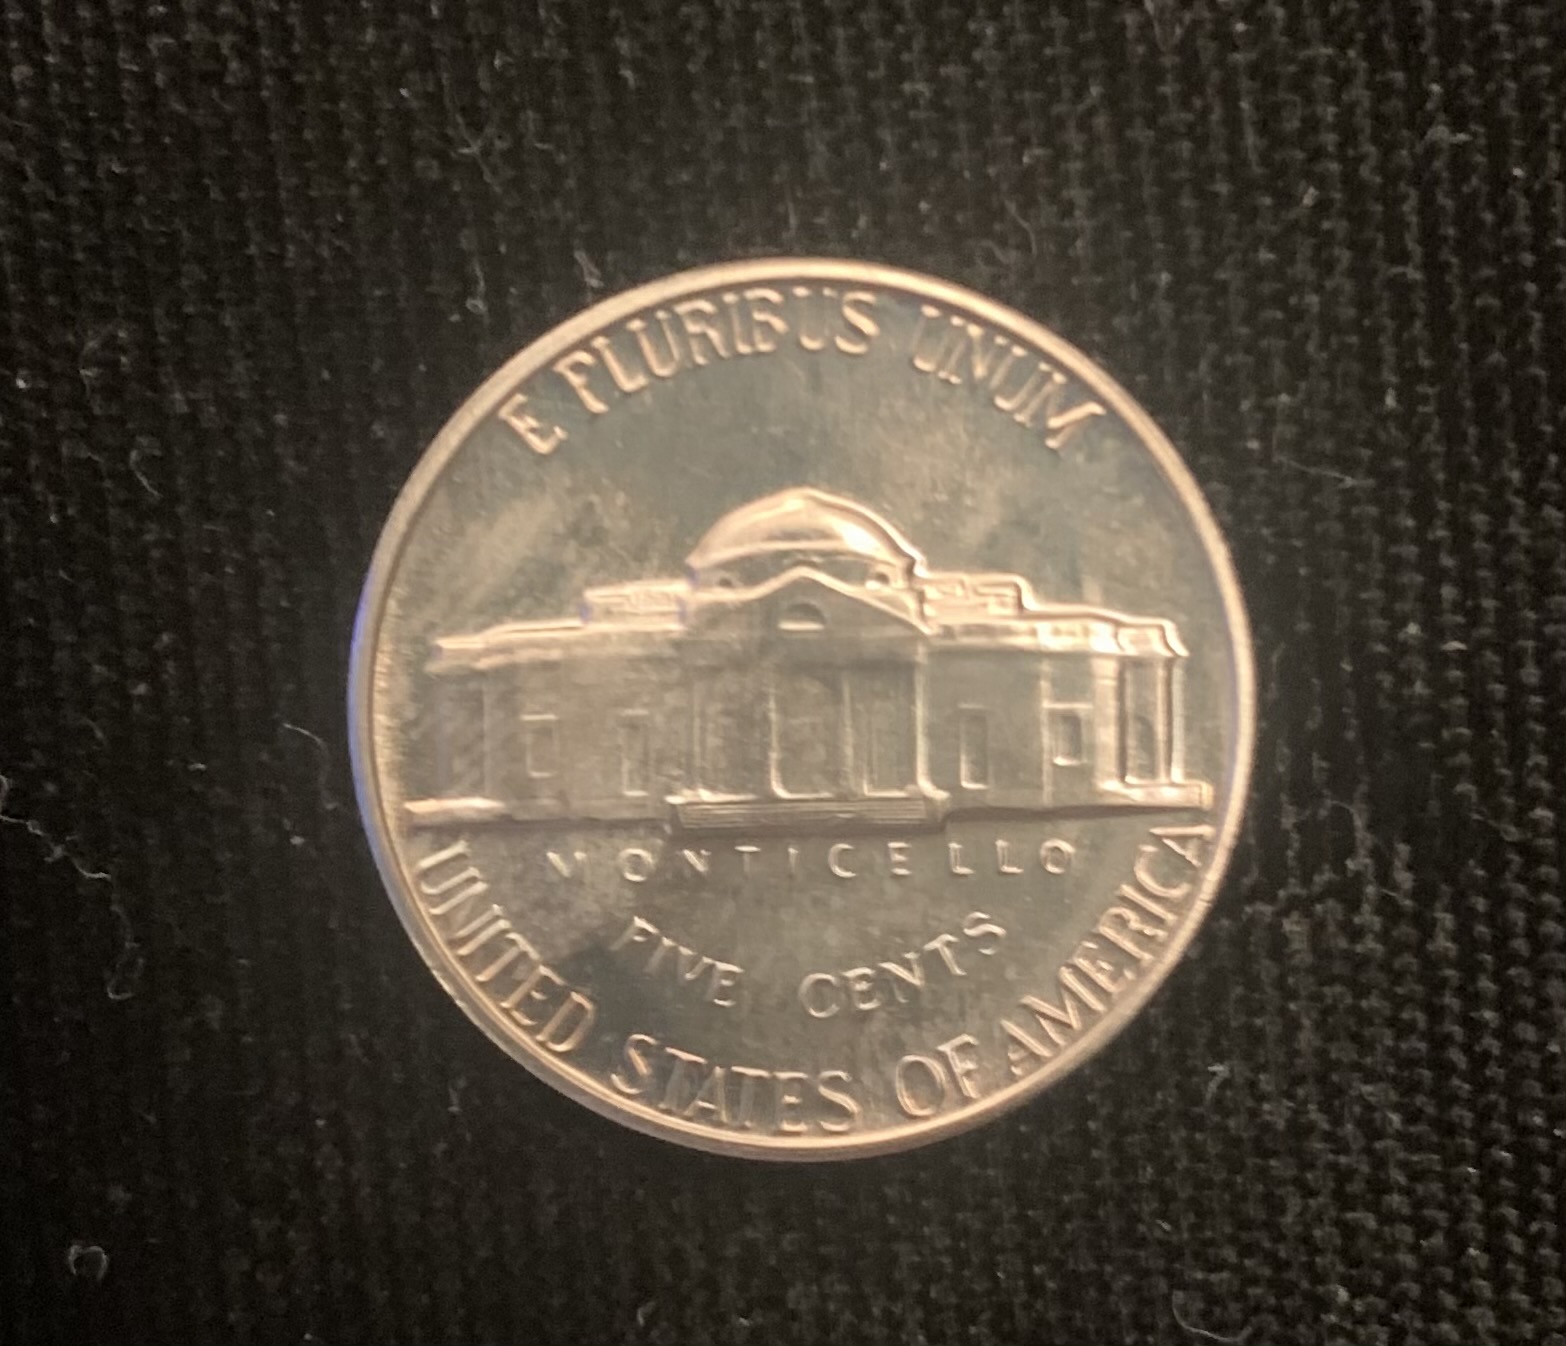 E PLURIBUS UNUM
MONTICELLO
FIVE CENTS
UNITED STATES OF AMERICA